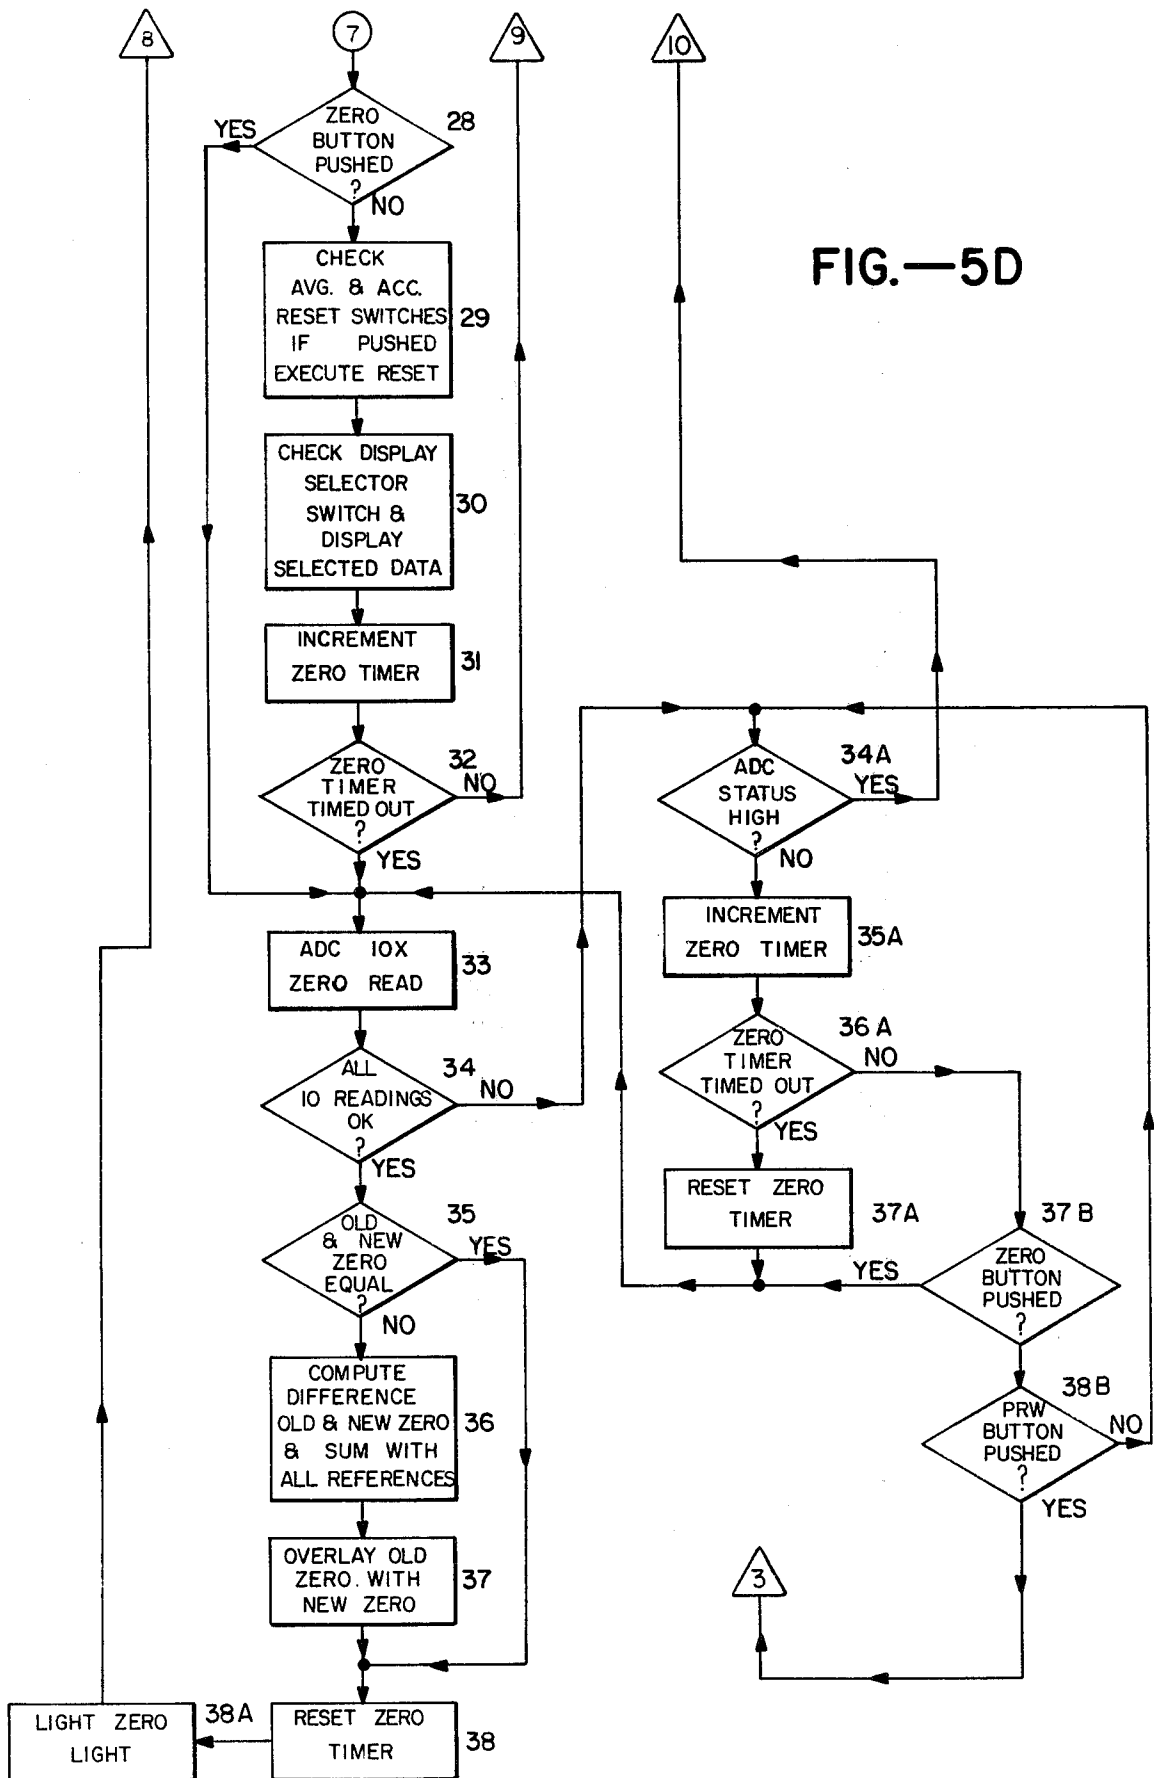 8
7
9
10
ZERO
BUTTON
PUSHED
?
28
YES
NO
FIG.—5D
CHECK
AVG. & ACC.
RESET SWITCHES
IF PUSHED
EXECUTE RESET
29
CHECK DISPLAY
SELECTOR
SWITCH &
DISPLAY
SELECTED DATA
30
INCREMENT
ZERO TIMER
31
ZERO
TIMER
TIMED OUT
?
32
NO
YES
ADC 10X
ZERO READ
33
ALL
10 READINGS
OK
?
34
NO
YES
OLD
& NEW
ZERO
EQUAL
?
35
YES
NO
COMPUTE
DIFFERENCE
OLD & NEW ZERO
& SUM WITH
ALL REFERENCES
36
OVERLAY OLD
ZERO. WITH
NEW ZERO
37
RESET ZERO
TIMER
38
38A
LIGHT ZERO
LIGHT
ADC
STATUS
HIGH
?
34A
YES
NO
INCREMENT
ZERO TIMER
35A
ZERO
TIMER
TIMED OUT
?
36A
NO
YES
RESET ZERO
TIMER
37A
37B
ZERO
BUTTON
PUSHED
?
YES
38B
PRW
BUTTON
PUSHED
?
NO
YES
3